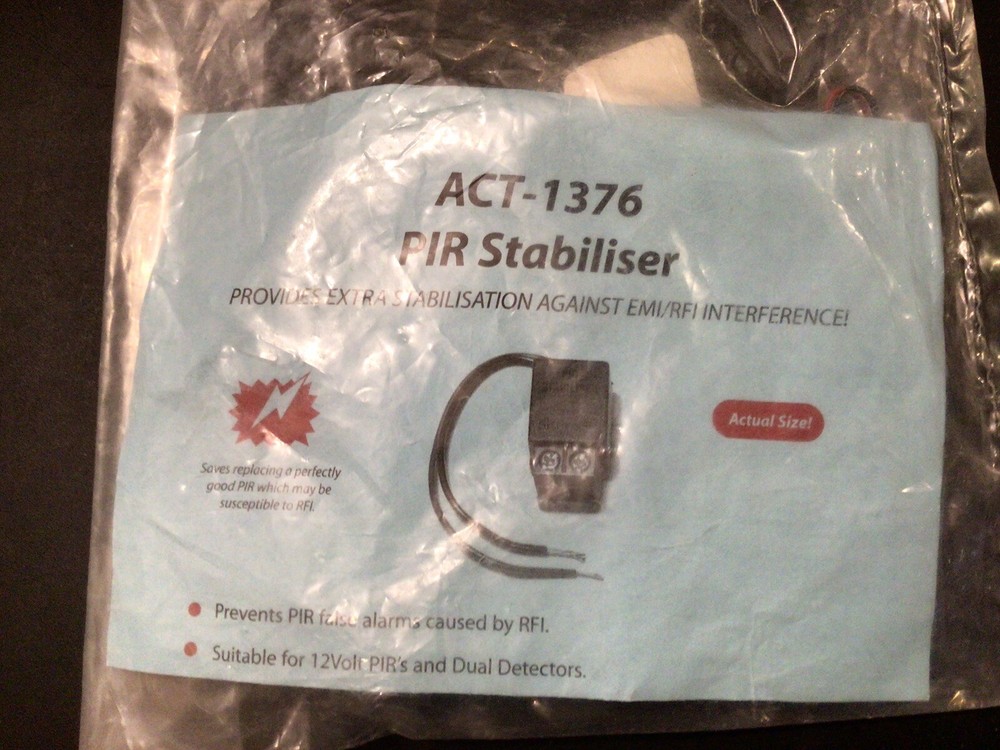 ACT-1376
PIR Stabiliser
PROVIDES EXTRA STABILISATION AGAINST EMI/RFI INTERFERENCE!
Actual Size!
Saves replacing a perfectly
good PIR which may be
susceptible to RFI.
Prevents PIR false alarms caused by RFI.
Suitable for 12Volt PIR's and Dual Detectors.